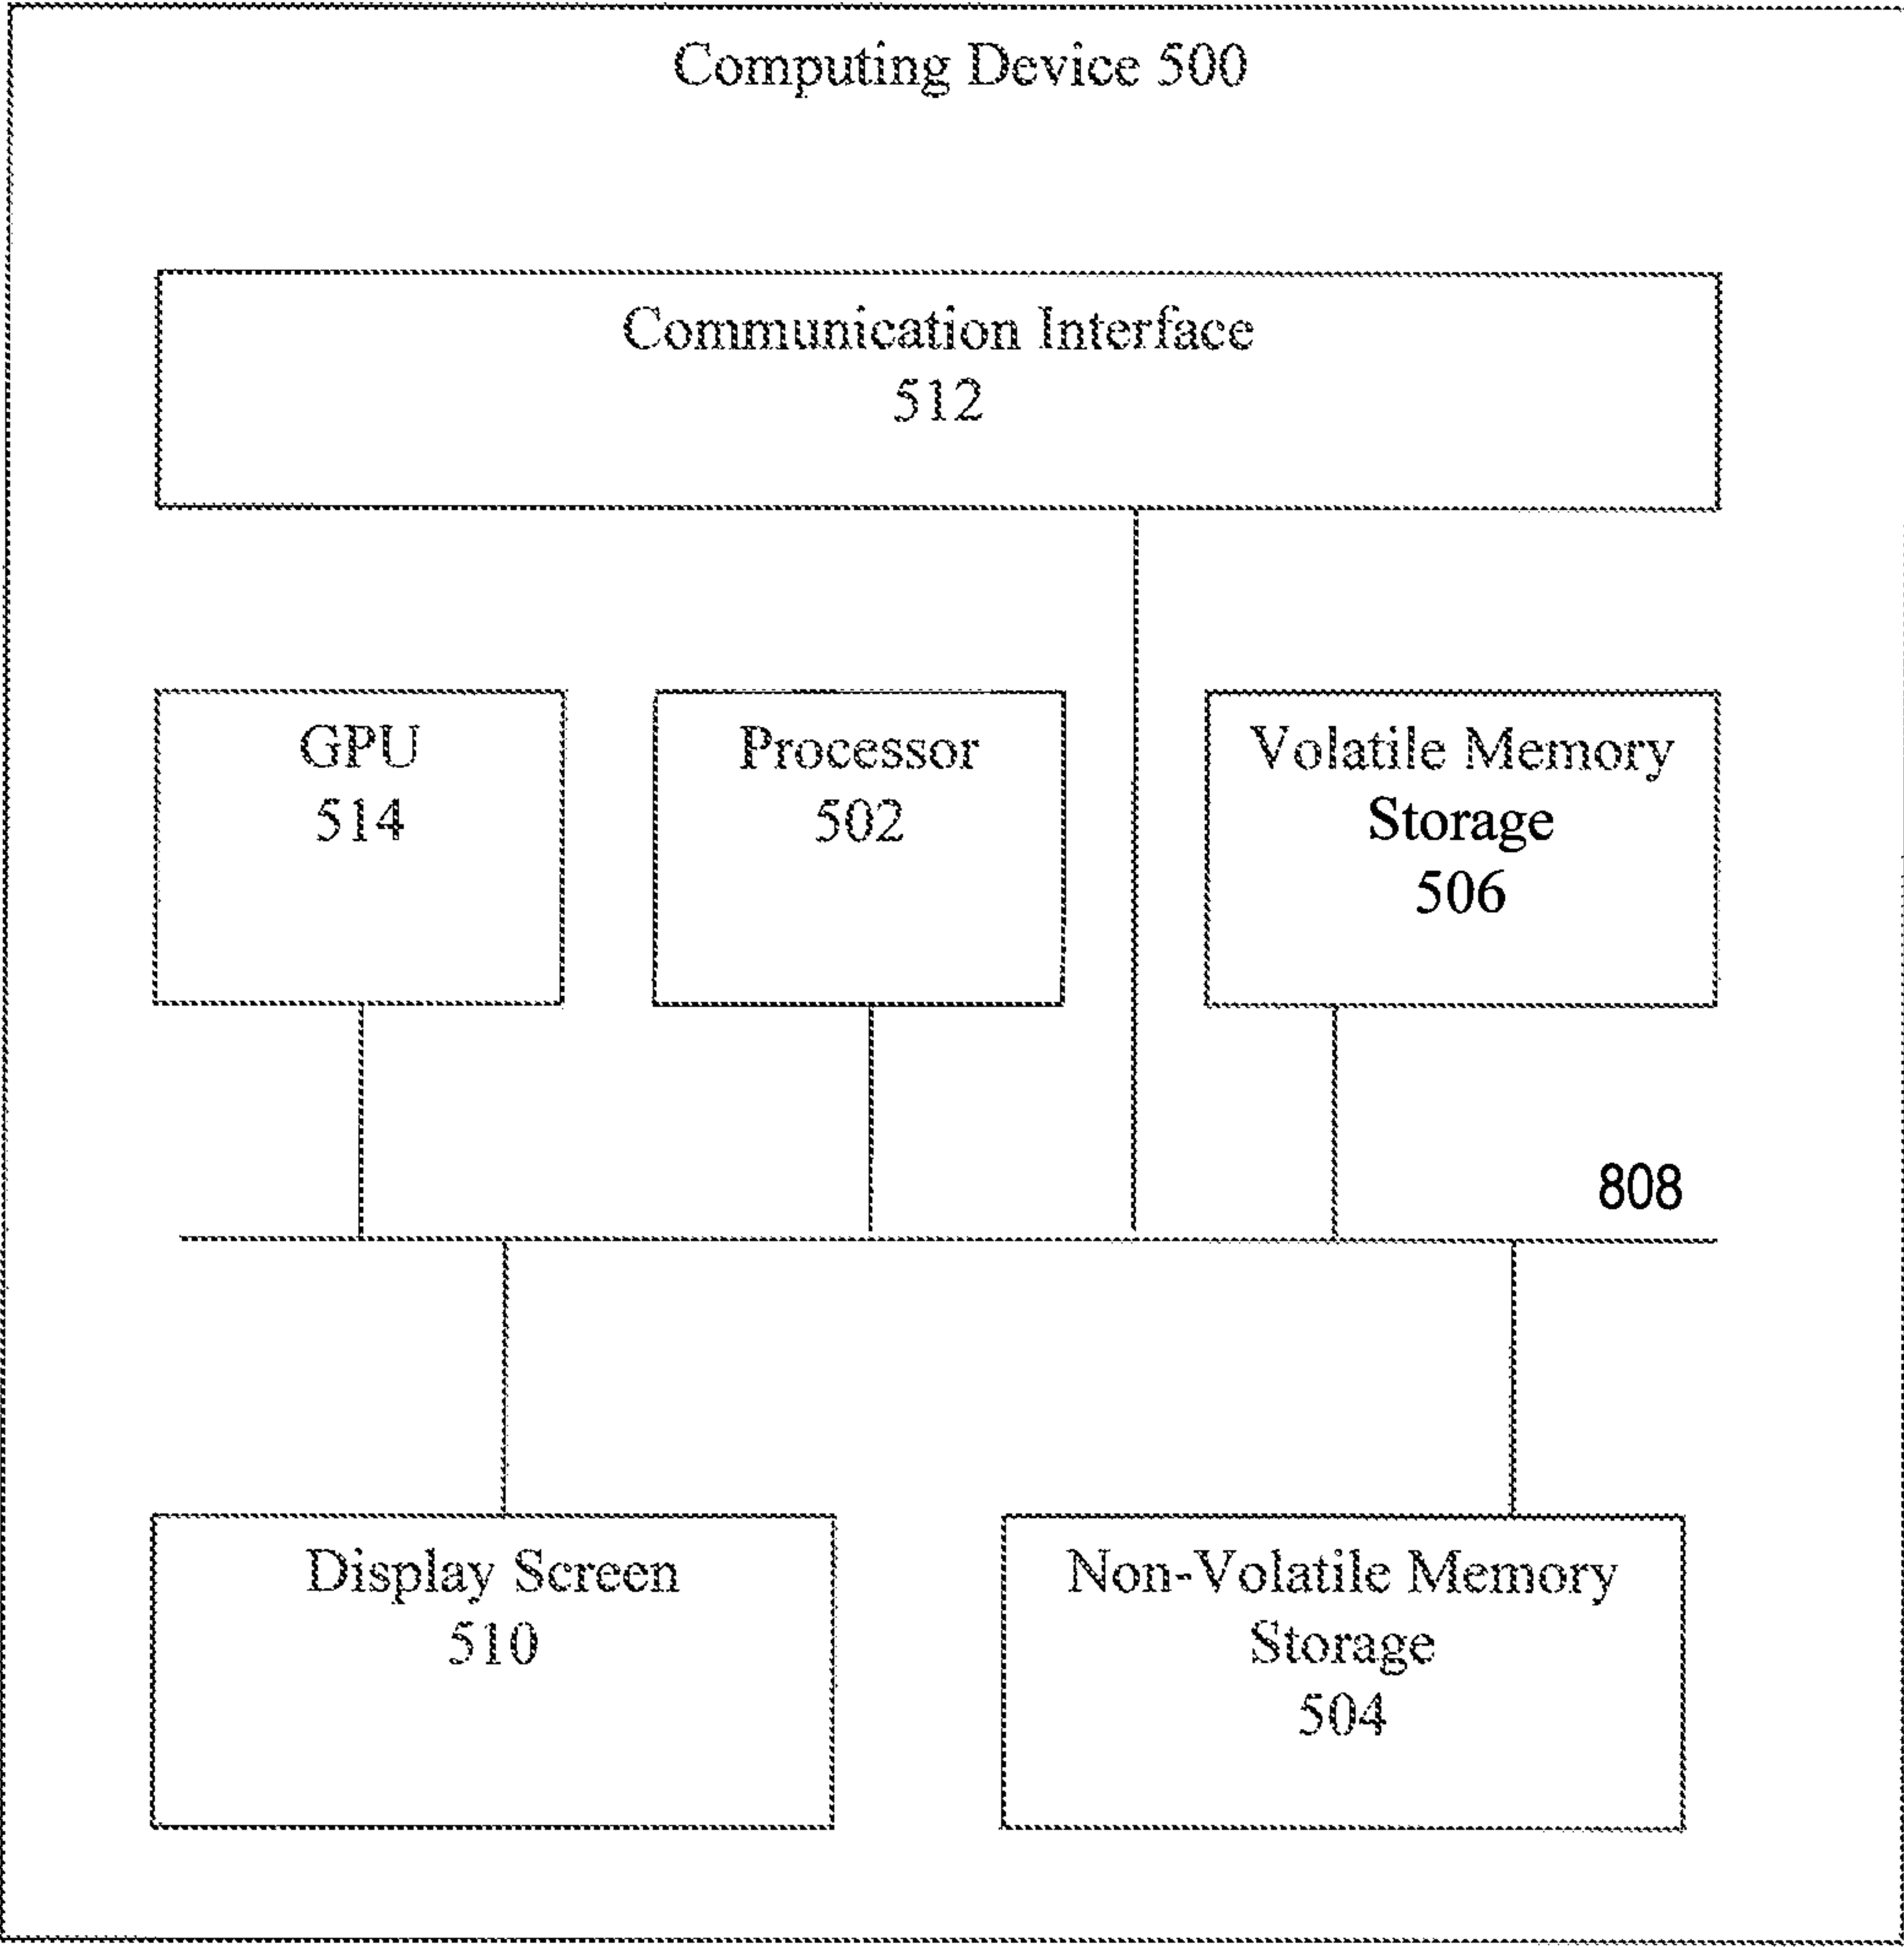 Computing Device 500
Communication Interface
512
GPU
514
Processor
502
Volatile Memory
Storage
506
808
Display Screen
510
Non-Volatile Memory
Storage
504